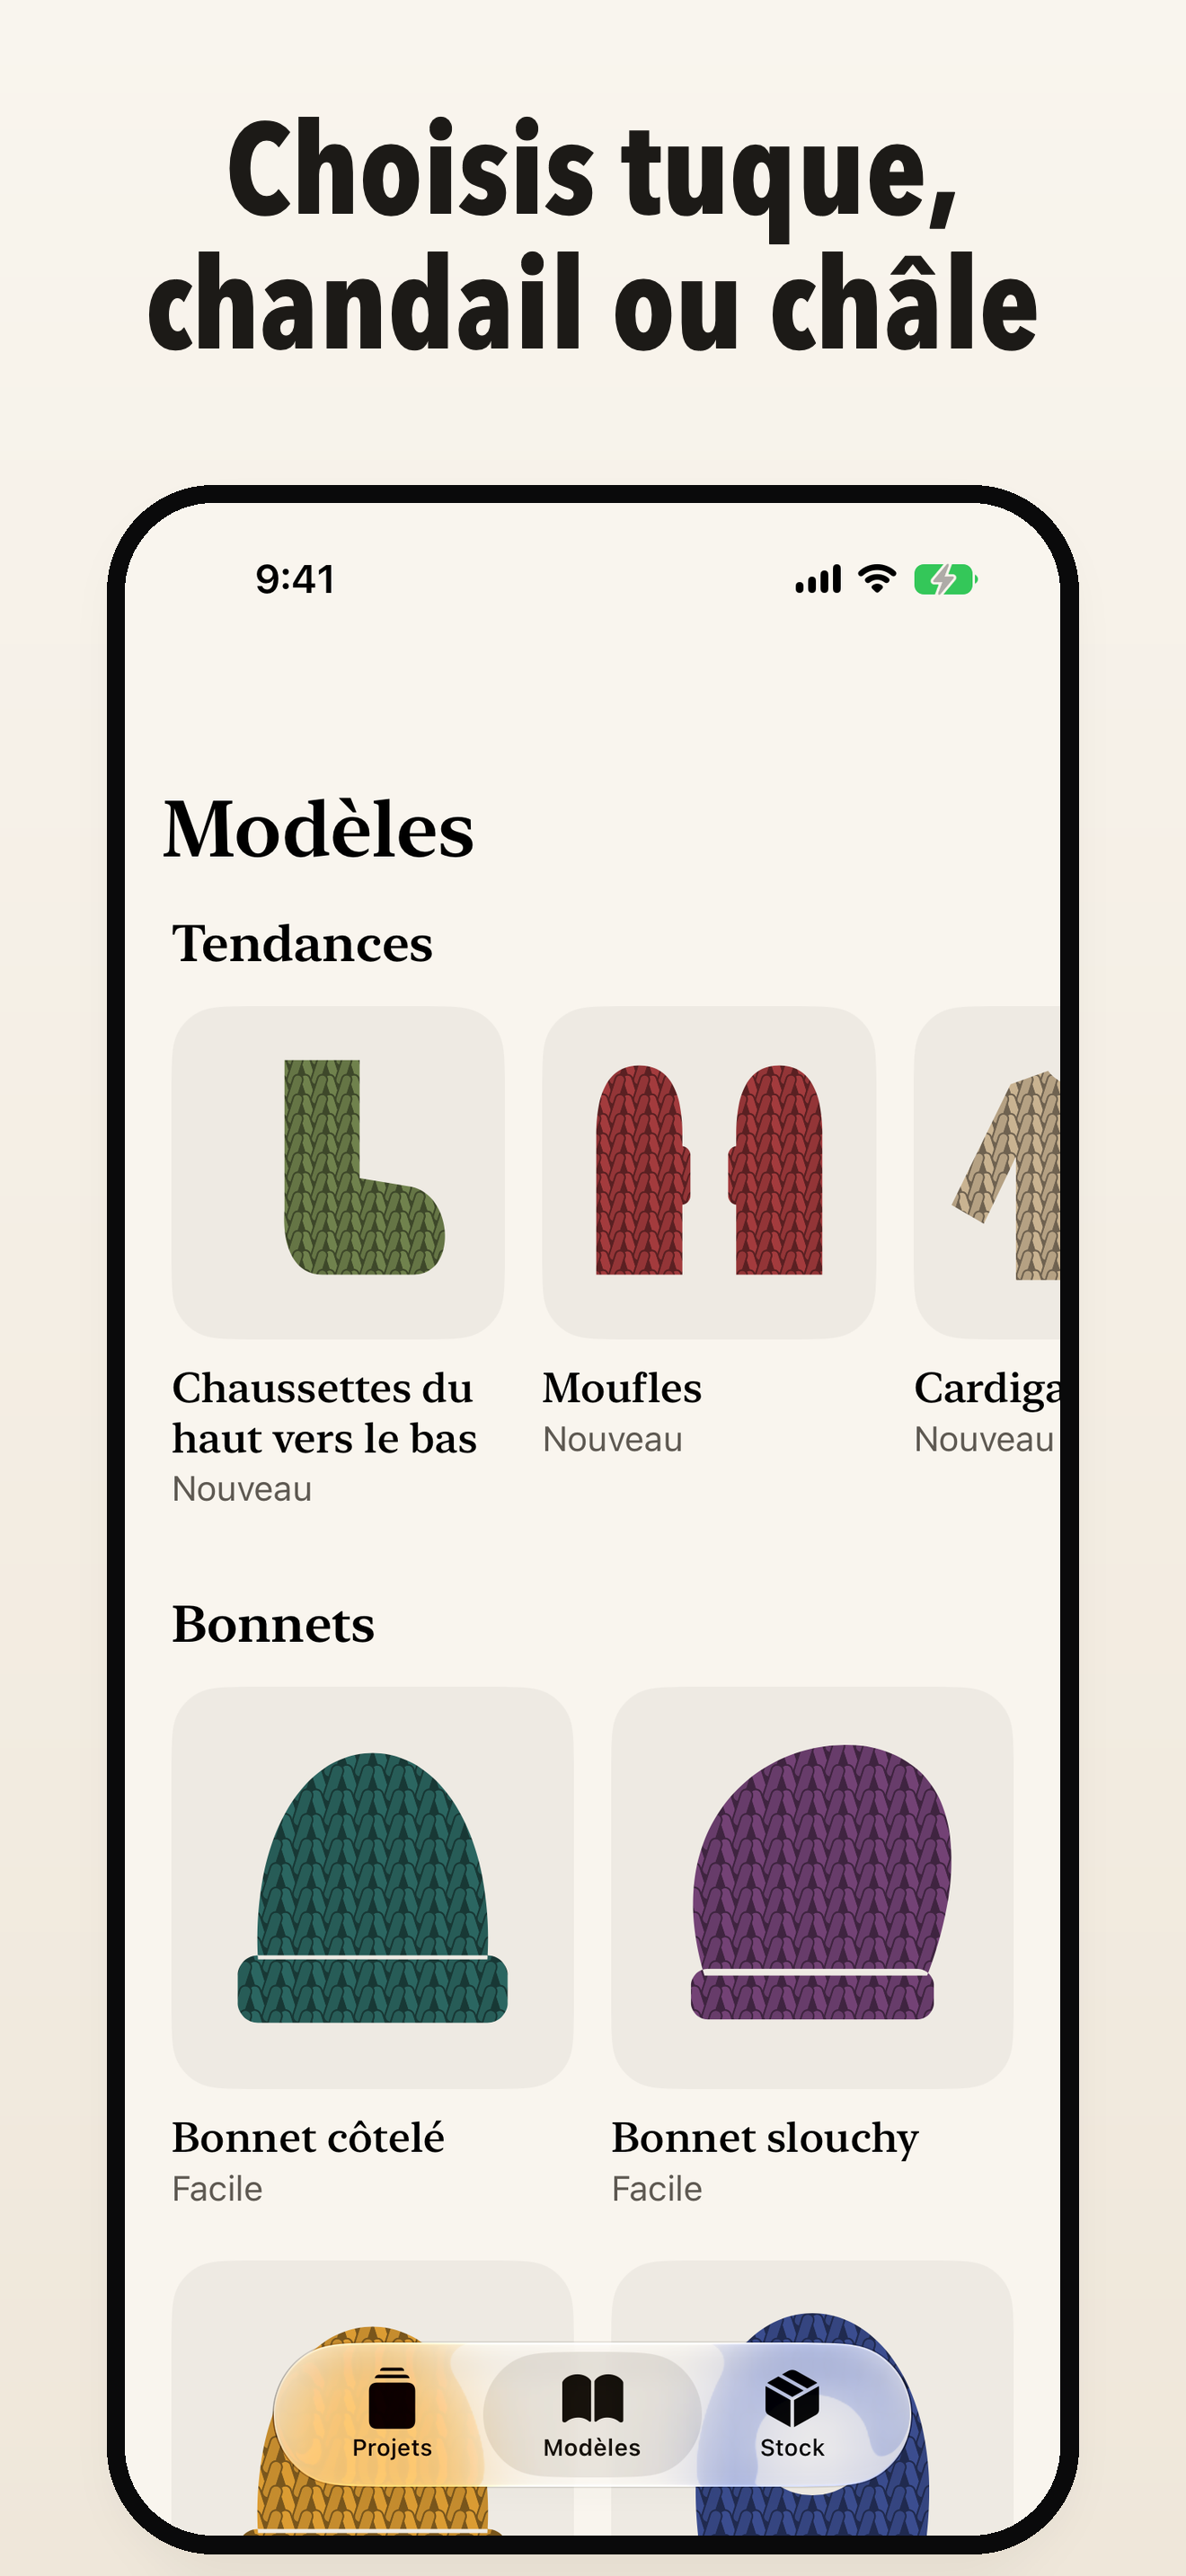 Choisis tuque,
chandail ou châle
9:41
Modèles
Tendances
Chaussettes du
haut vers le bas
Nouveau
Moufles
Nouveau
Cardiga
Nouveau
Bonnets
Bonnet côtelé
Facile
Bonnet slouchy
Facile
Projets
Modèles
Stock